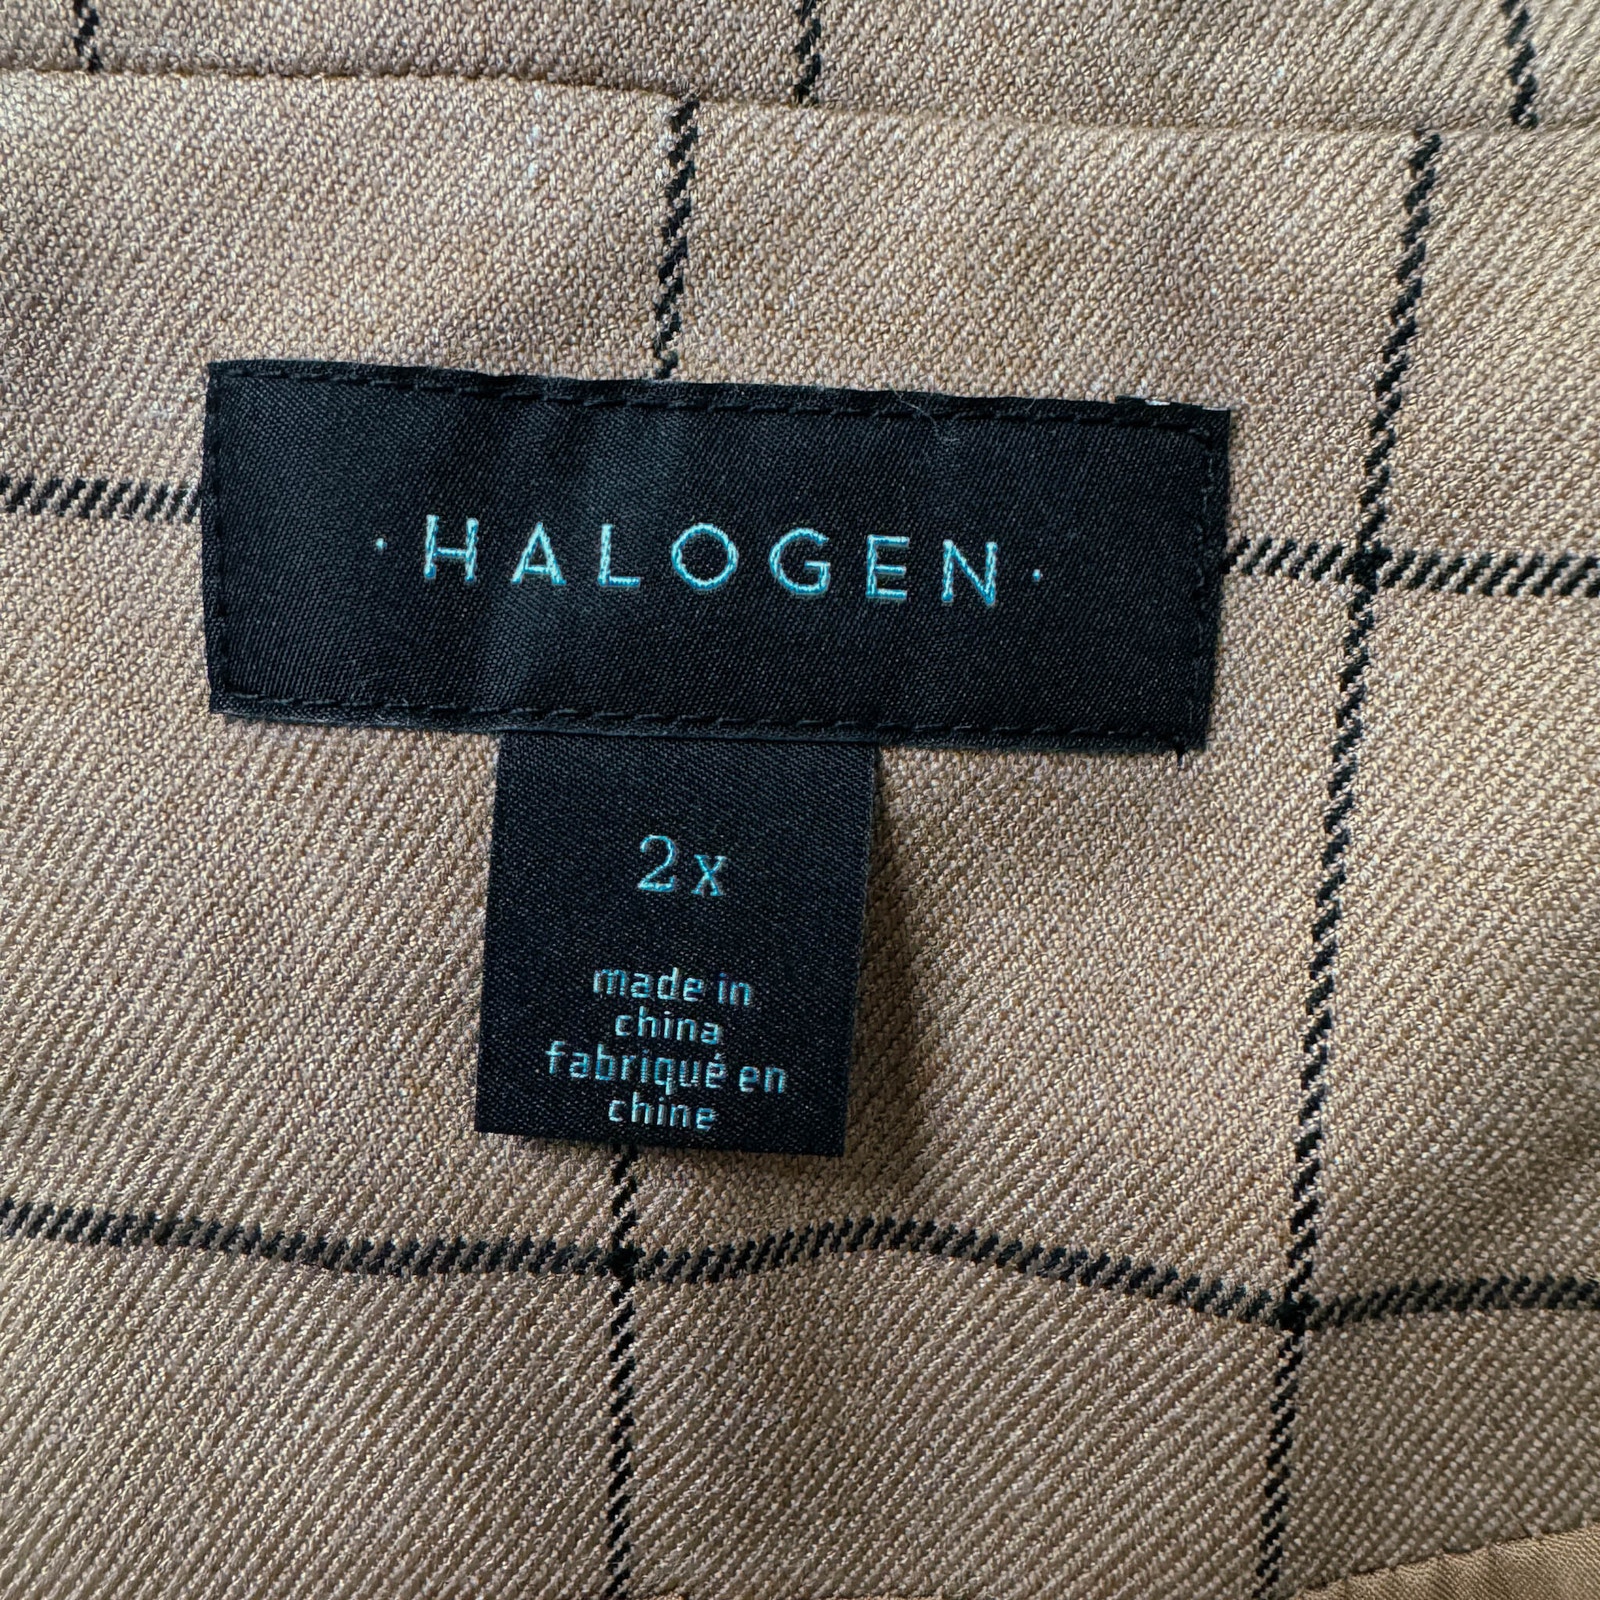 ·HALOGEN·
2x
made in
china
fabriqué en
chine